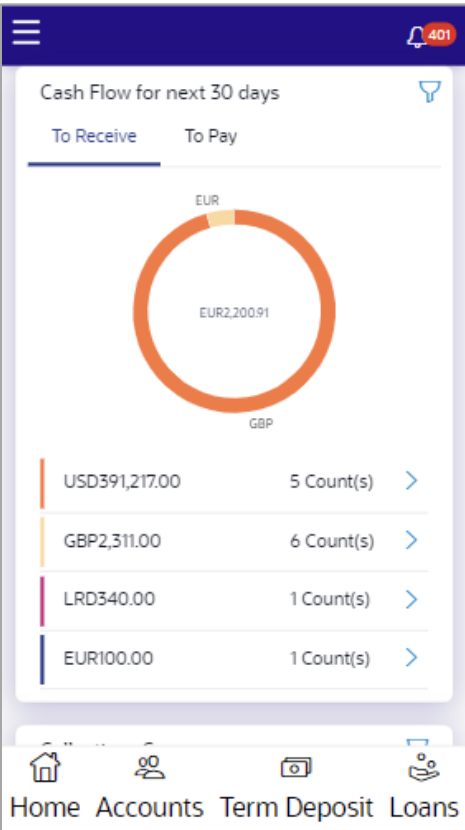 401
Cash Flow for next 30 days
To Receive To Pay
EUR
EUR2,200.91
GBP
USD391,217.00 5 Count(s)
GBP2,311.00 6 Count(s)
LRD340.00 1 Count(s)
EUR100.00 1 Count(s)
Home Accounts Term Deposit Loans